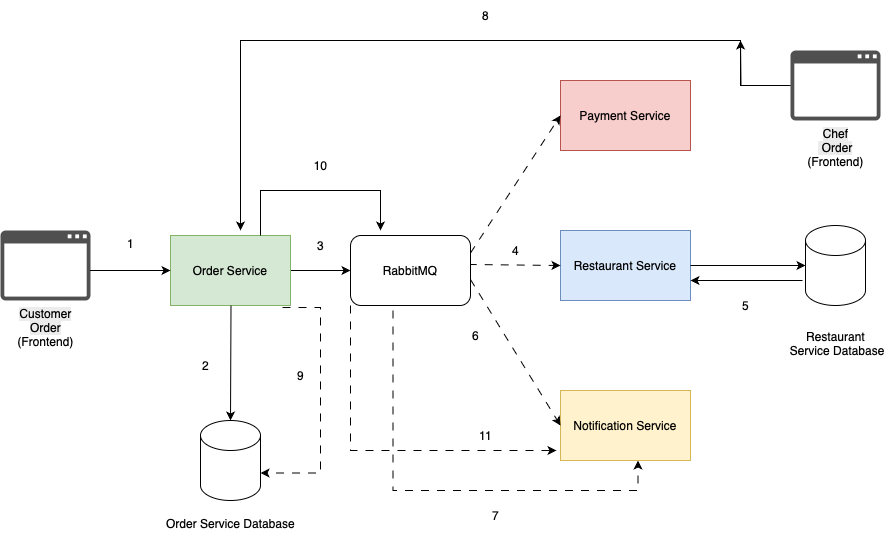 8
Payment Service
Chef
Order
(Frontend)
10
1
3
4
Order Service
RabbitMQ
Restaurant Service
5
Customer
Order
(Frontend)
6
Restaurant
Service Database
2
9
Notification Service
11
7
Order Service Database